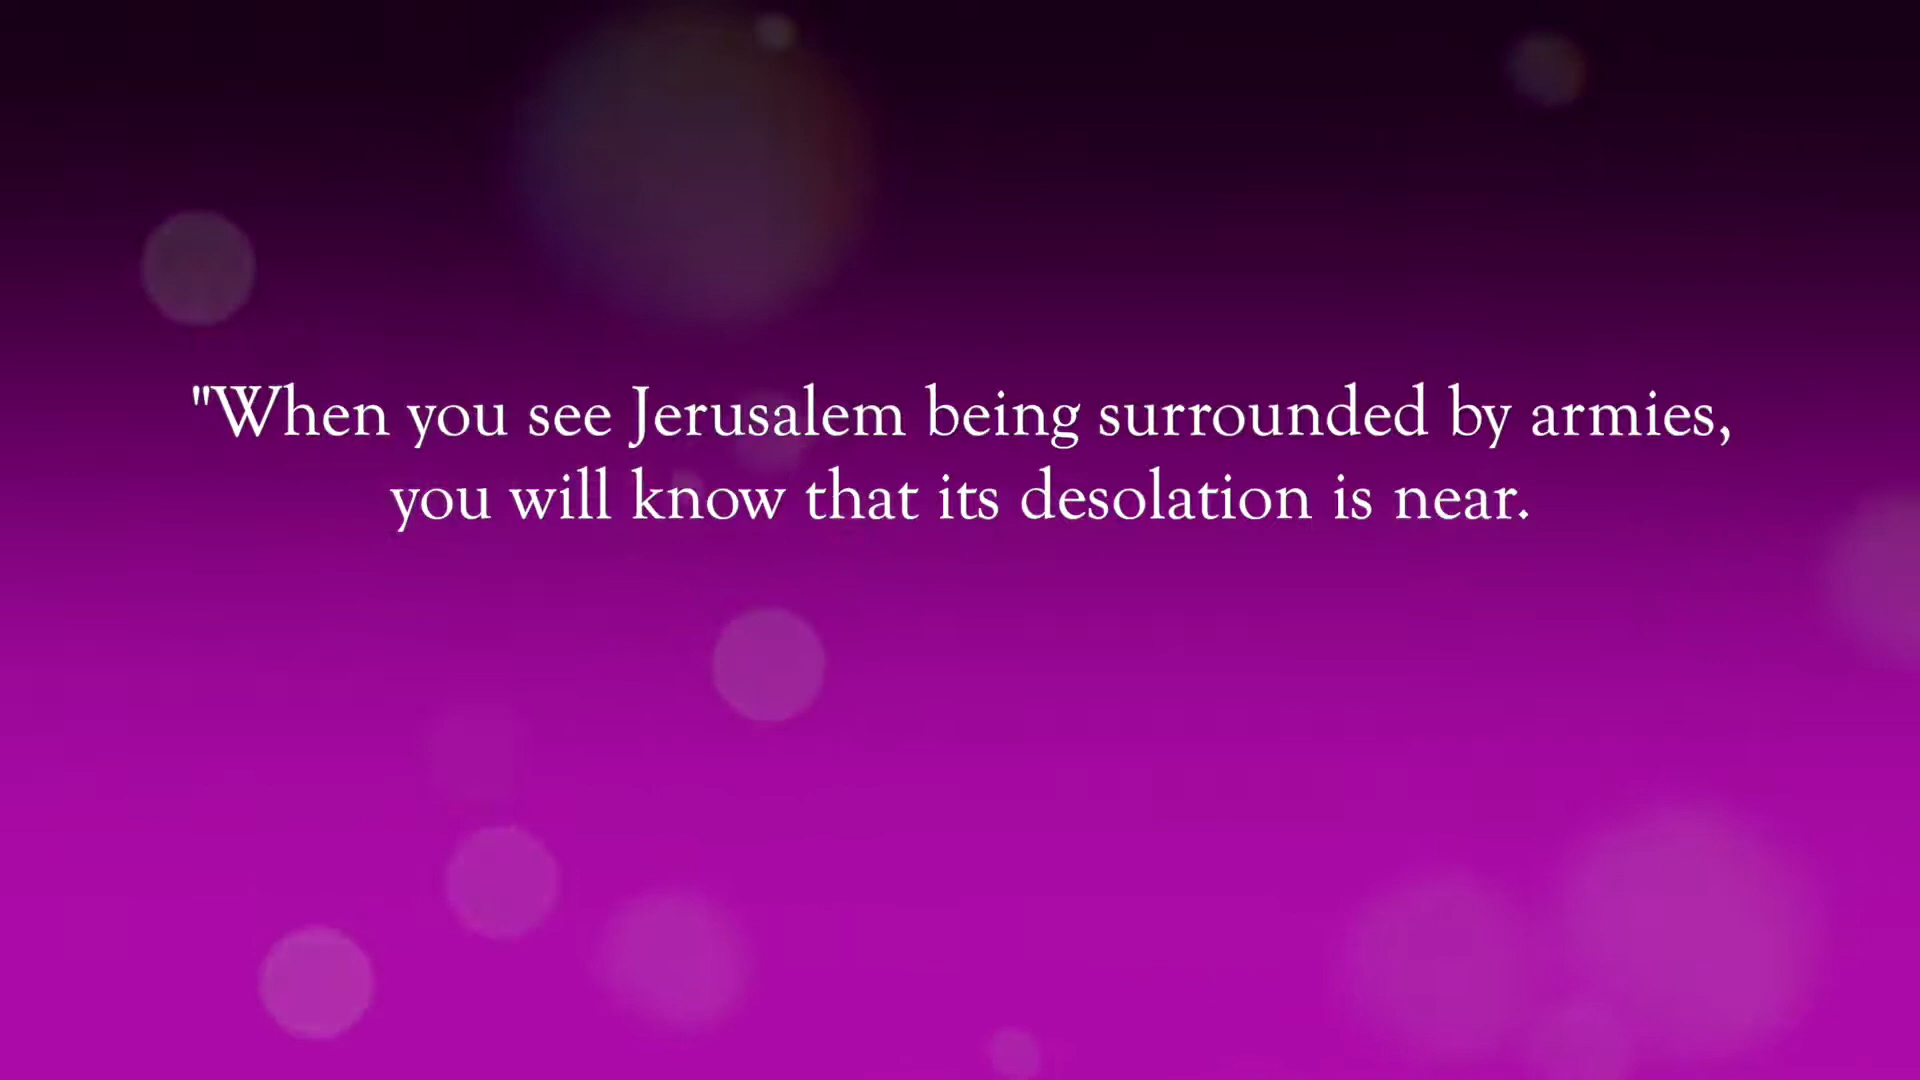 "When you see Jerusalem being surrounded by armies,
you will know that its desolation is near.